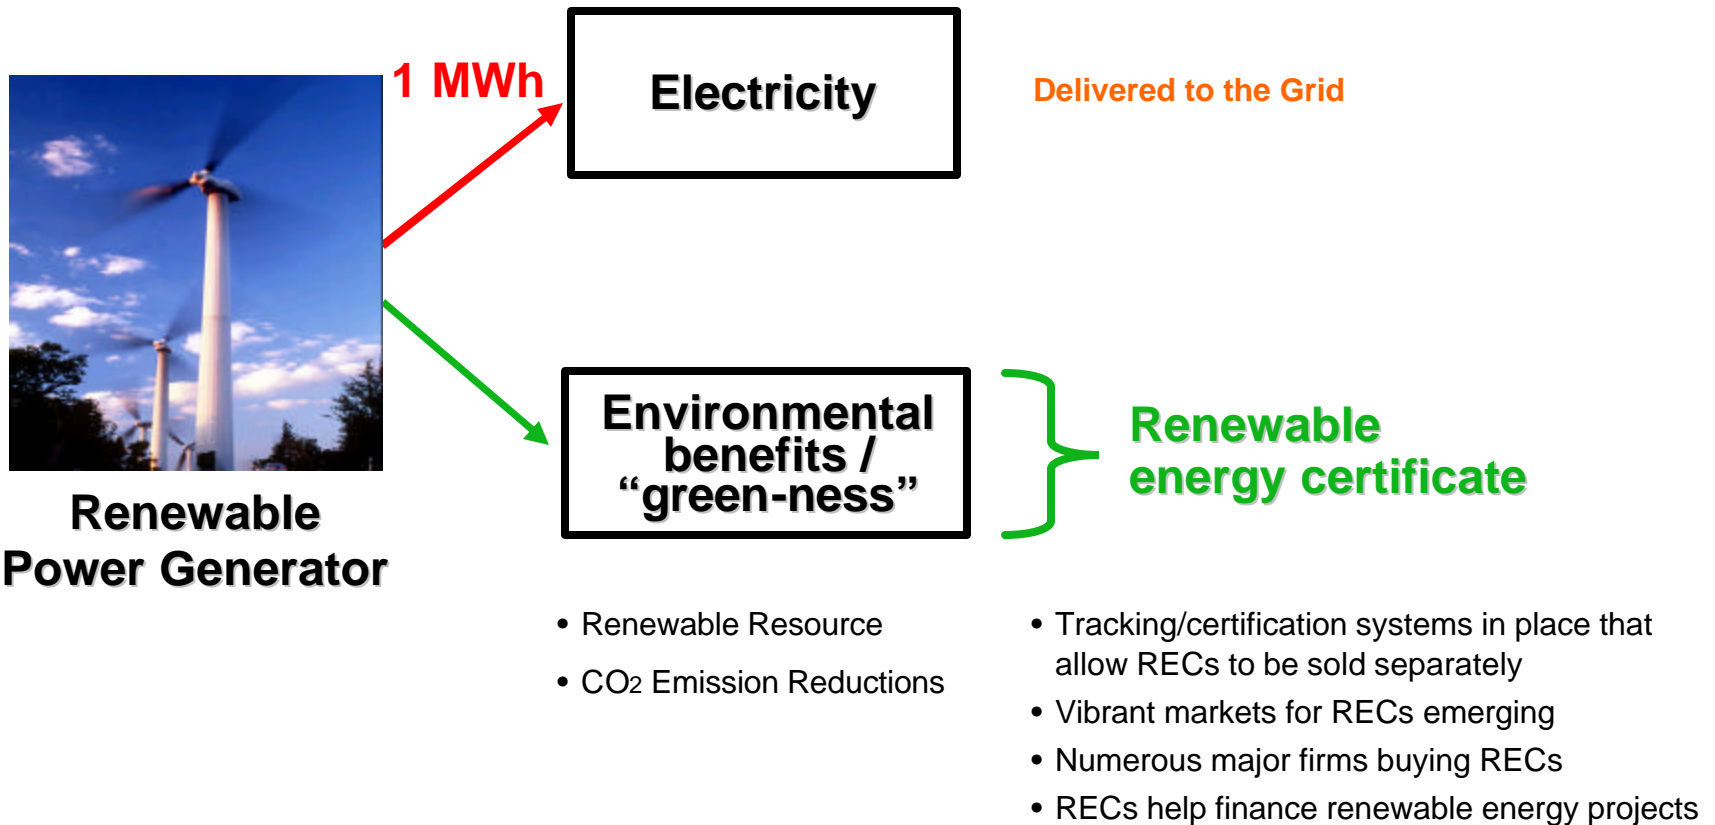 1 MWh
Electricity
Delivered to the Grid
Renewable
Power Generator
Environmental
benefits /
“green-ness”
Renewable
energy certificate
• Renewable Resource
• CO2 Emission Reductions
• Tracking/certification systems in place that
allow RECs to be sold separately
• Vibrant markets for RECs emerging
• Numerous major firms buying RECs
• RECs help finance renewable energy projects